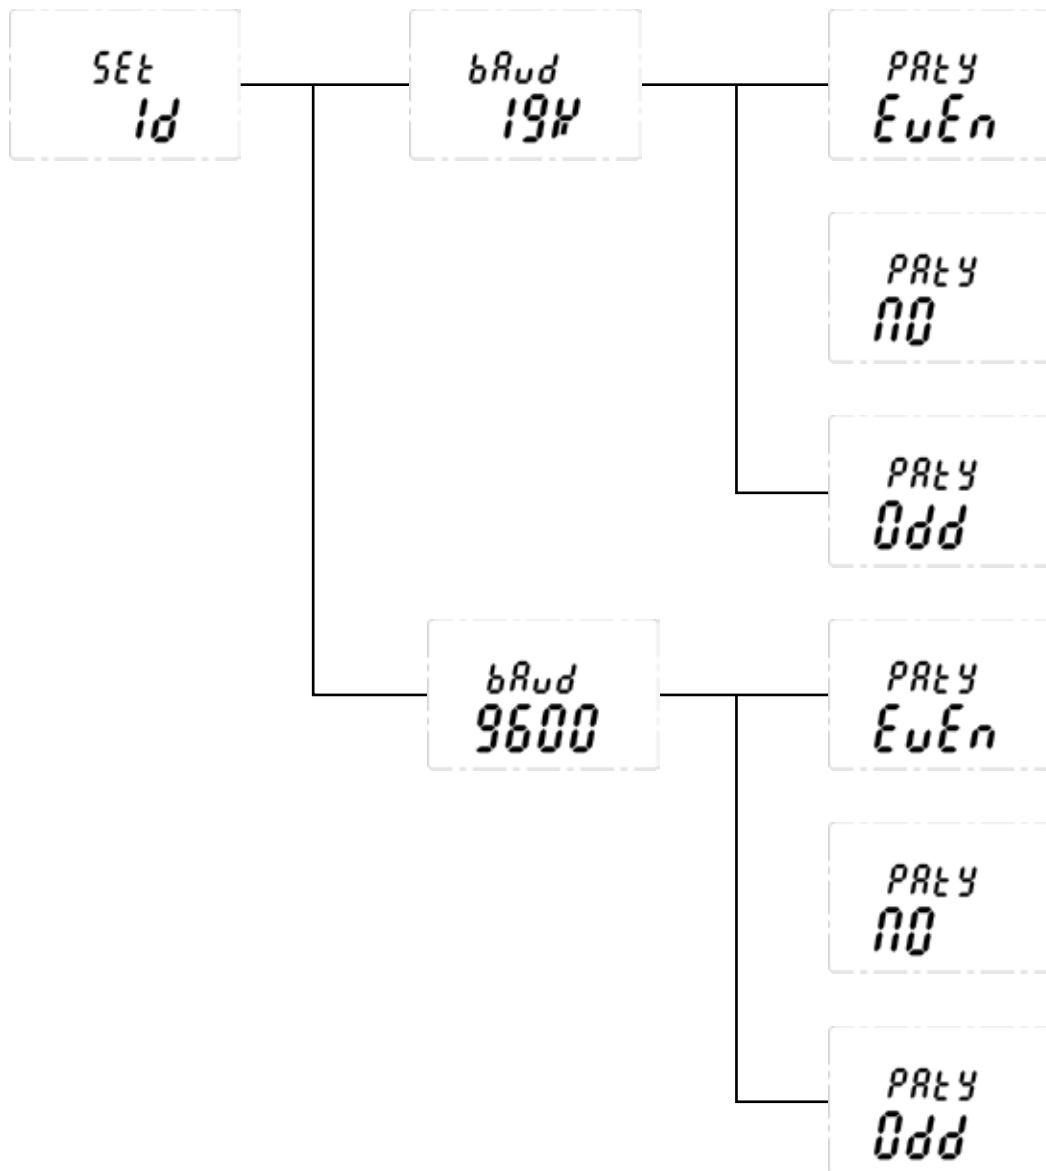 SEt
Id
bAud
19K
PAtY
EvEn
PAtY
NO
PAtY
Odd
bAud
9600
PAtY
EvEn
PAtY
NO
PAtY
Odd